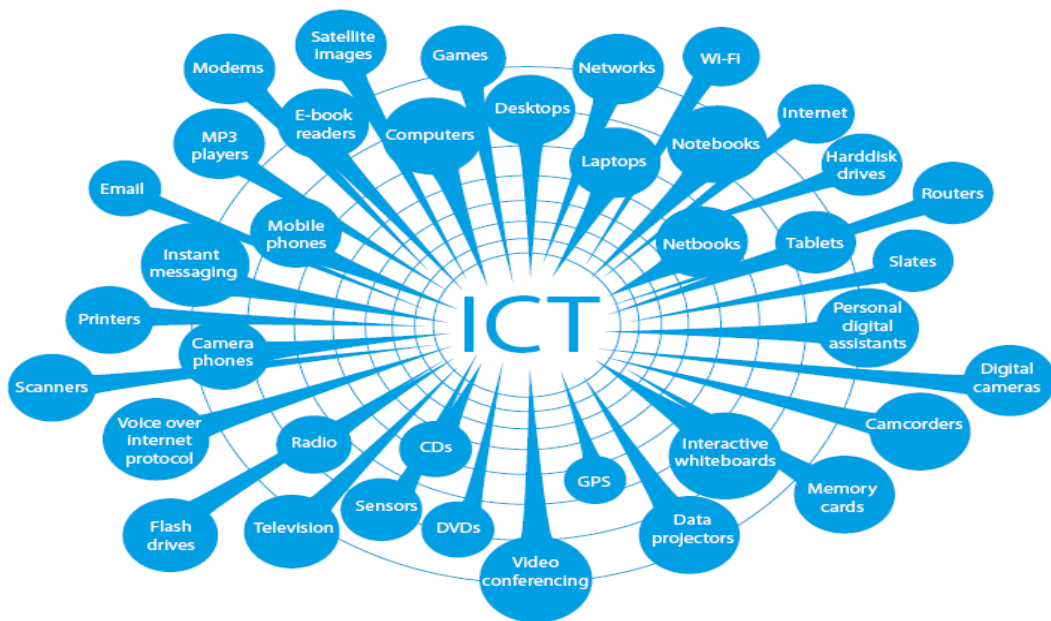 Satellite
images
Games
Networks
Wi-Fi
Modems
Desktops
E-book
readers
Computers
Internet
MP3
players
Laptops
Notebooks
Harddisk
drives
Email
Routers
Mobile
phones
Netbooks
Tablets
Instant
messaging
Slates
ICT
Printers
Personal
digital
assistants
Camera
phones
Scanners
Digital
cameras
Voice over
internet
protocol
Radio
CDs
Interactive
whiteboards
Camcorders
GPS
Memory
cards
Sensors
Flash
drives
Television
DVDs
Data
projectors
Video
conferencing